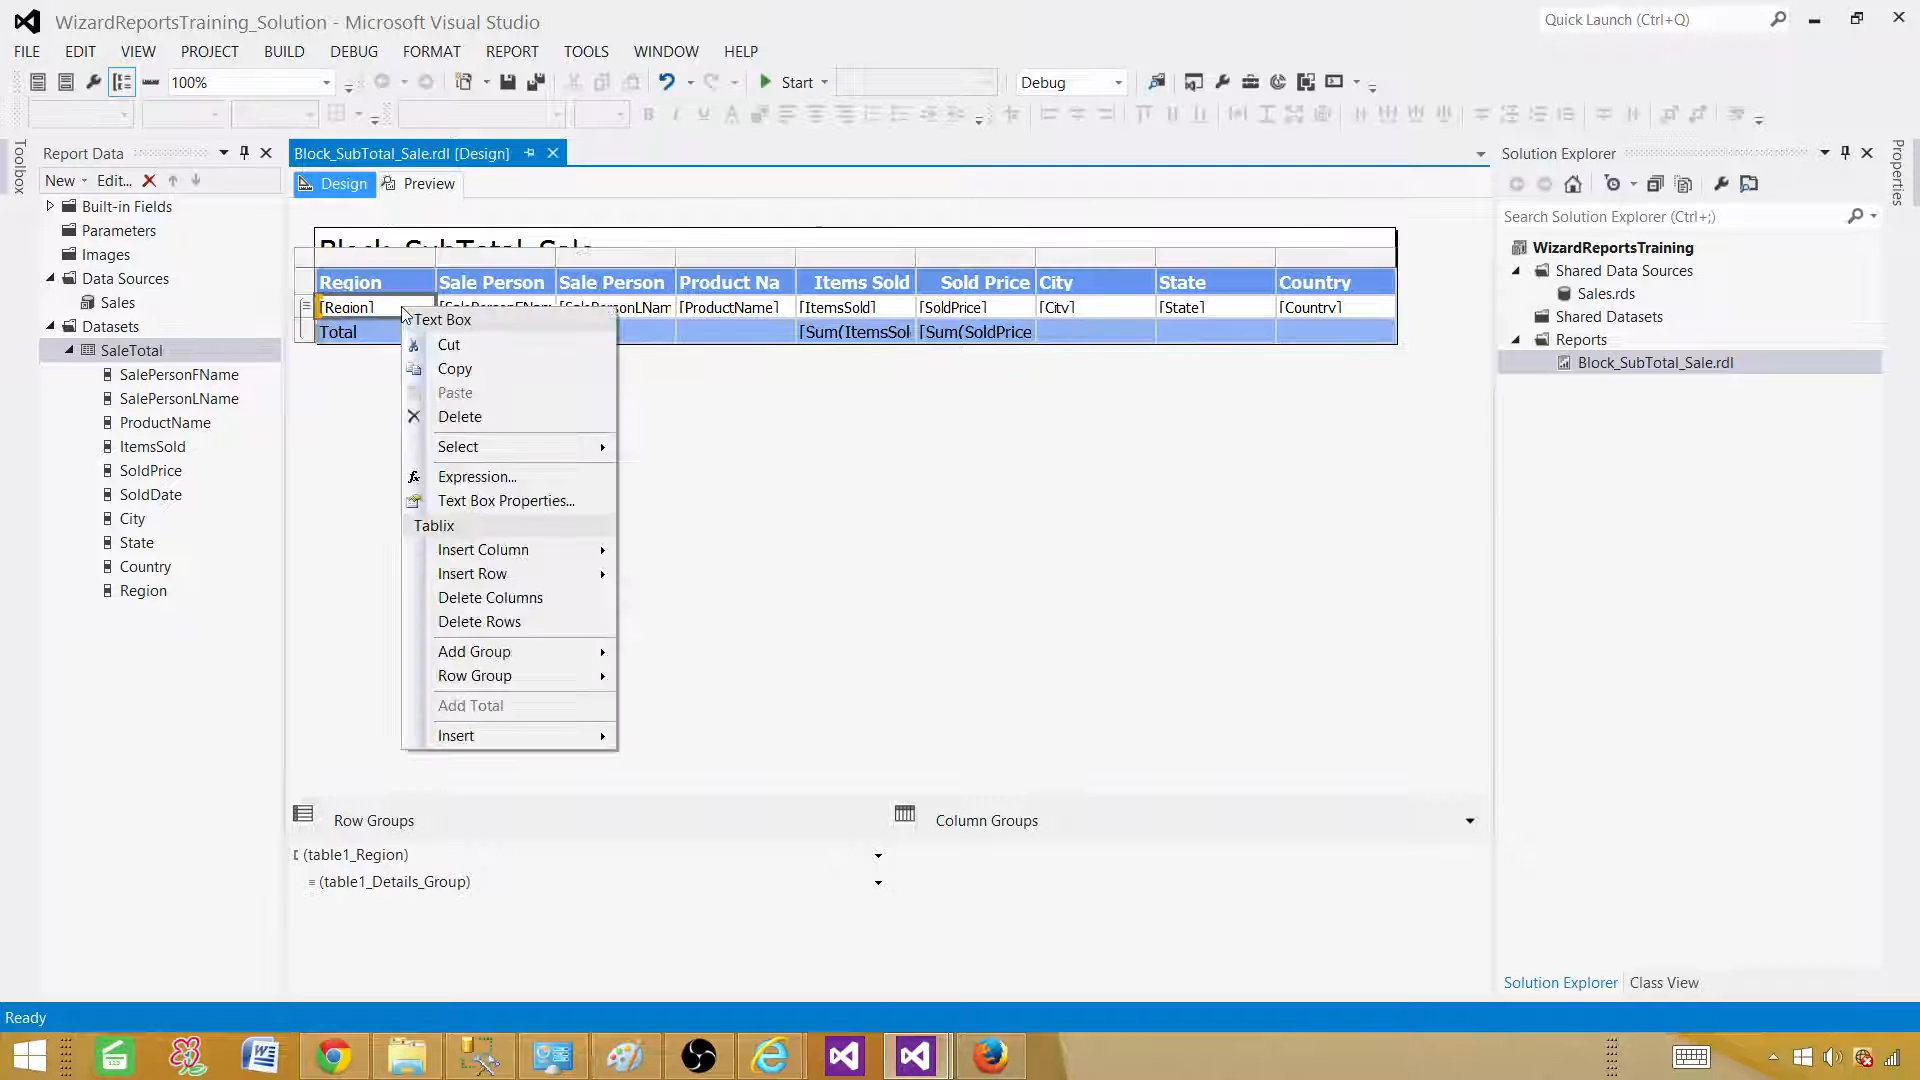 WizardReportsTraining_Solution - Microsoft Visual Studio
Quick Launch (Ctrl+Q)
FILE EDIT VIEW PROJECT BUILD DEBUG FORMAT REPORT TOOLS WINDOW HELP
100% Start Debug
Toolbox
Report Data
New Edit...
Built-in Fields
Parameters
Images
Data Sources
Sales
Datasets
SaleTotal
SalePersonFName
SalePersonLName
ProductName
ItemsSold
SoldPrice
SoldDate
City
State
Country
Region
Block_SubTotal_Sale.rdl [Design]
Design Preview
Block_SubTotal_Sale
Region Sale Person Sale Person Product Na Items Sold Sold Price City State Country
[Region] [ProductName] [ItemsSold] [SoldPrice] [City] [State] [Country]
Total [Sum(ItemsSol [Sum(SoldPrice
Text Box
Cut
Copy
Paste
Delete
Select
Expression...
Text Box Properties...
Tablix
Insert Column
Insert Row
Delete Columns
Delete Rows
Add Group
Row Group
Add Total
Insert
Row Groups
(table1_Region)
(table1_Details_Group)
Column Groups
Solution Explorer
Search Solution Explorer (Ctrl+;)
WizardReportsTraining
Shared Data Sources
Sales.rds
Shared Datasets
Reports
Block_SubTotal_Sale.rdl
Solution Explorer Class View
Properties
Ready